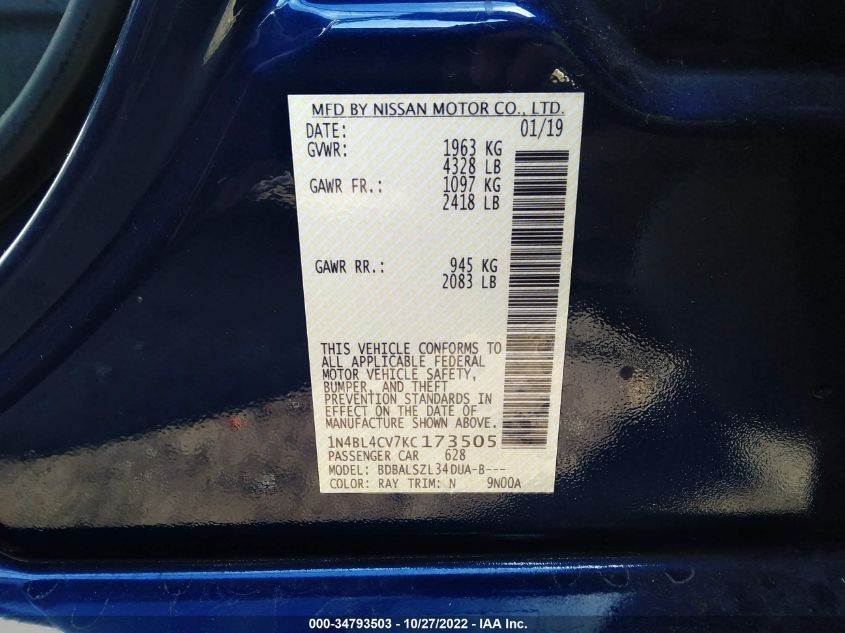 MFD BY NISSAN MOTOR CO., LTD.
DATE: 01/19
GVWR: 1963 KG
4328 LB
GAWR FR.: 1097 KG
2418 LB
GAWR RR.: 945 KG
2083 LB
THIS VEHICLE CONFORMS TO
ALL APPLICABLE FEDERAL
MOTOR VEHICLE SAFETY,
BUMPER, AND THEFT
PREVENTION STANDARDS IN
EFFECT ON THE DATE OF
MANUFACTURE SHOWN ABOVE.
1N4BL4CV7KC173505
PASSENGER CAR 628
MODEL: BDBALSZL34DUA-B---
COLOR: RAY TRIM: N 9N00A
000-34793503 | 10/27/2022 - IAA Inc.